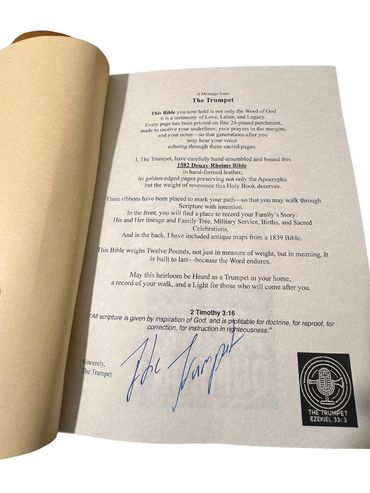 A Message from
The Trumpet
This Bible you now hold is not only the Word of God
it is a testimony of Love, Labor, and Legacy.
Every page has been printed on fine 24-pound parchment,
made to receive your underlines, your prayers in the margins,
and your notes—so that generations after you
may hear your voice
echoing through these sacred pages.
I, The Trumpet, have carefully hand-assembled and bound this
1582 Douay-Rheims Bible
in hand-formed leather,
its golden-edged pages preserving not only the Apocrypha
but the weight of reverence this Holy Book deserves.
Three ribbons have been placed to mark your path—so that you may walk through
Scripture with intention.
In the front, you will find a place to record your Family's Story:
His and Her lineage and Family Tree, Military Service, Births, and Sacred
Celebrations.
And in the back, I have included antique maps from a 1839 Bible.
This Bible weighs Twelve Pounds, not just in measure of weight, but in meaning. It
is built to last—because the Word endures.
May this heirloom be Heard as a Trumpet in your home,
a record of your walk, and a Light for those who will come after you.
2 Timothy 3:16
"All scripture is given by inspiration of God, and is profitable for doctrine, for reproof, for
correction, for instruction in righteousness:"
Sincerely,
The Trumpet
The Trumpet
THE TRUMPET
EZEKIEL 33:3